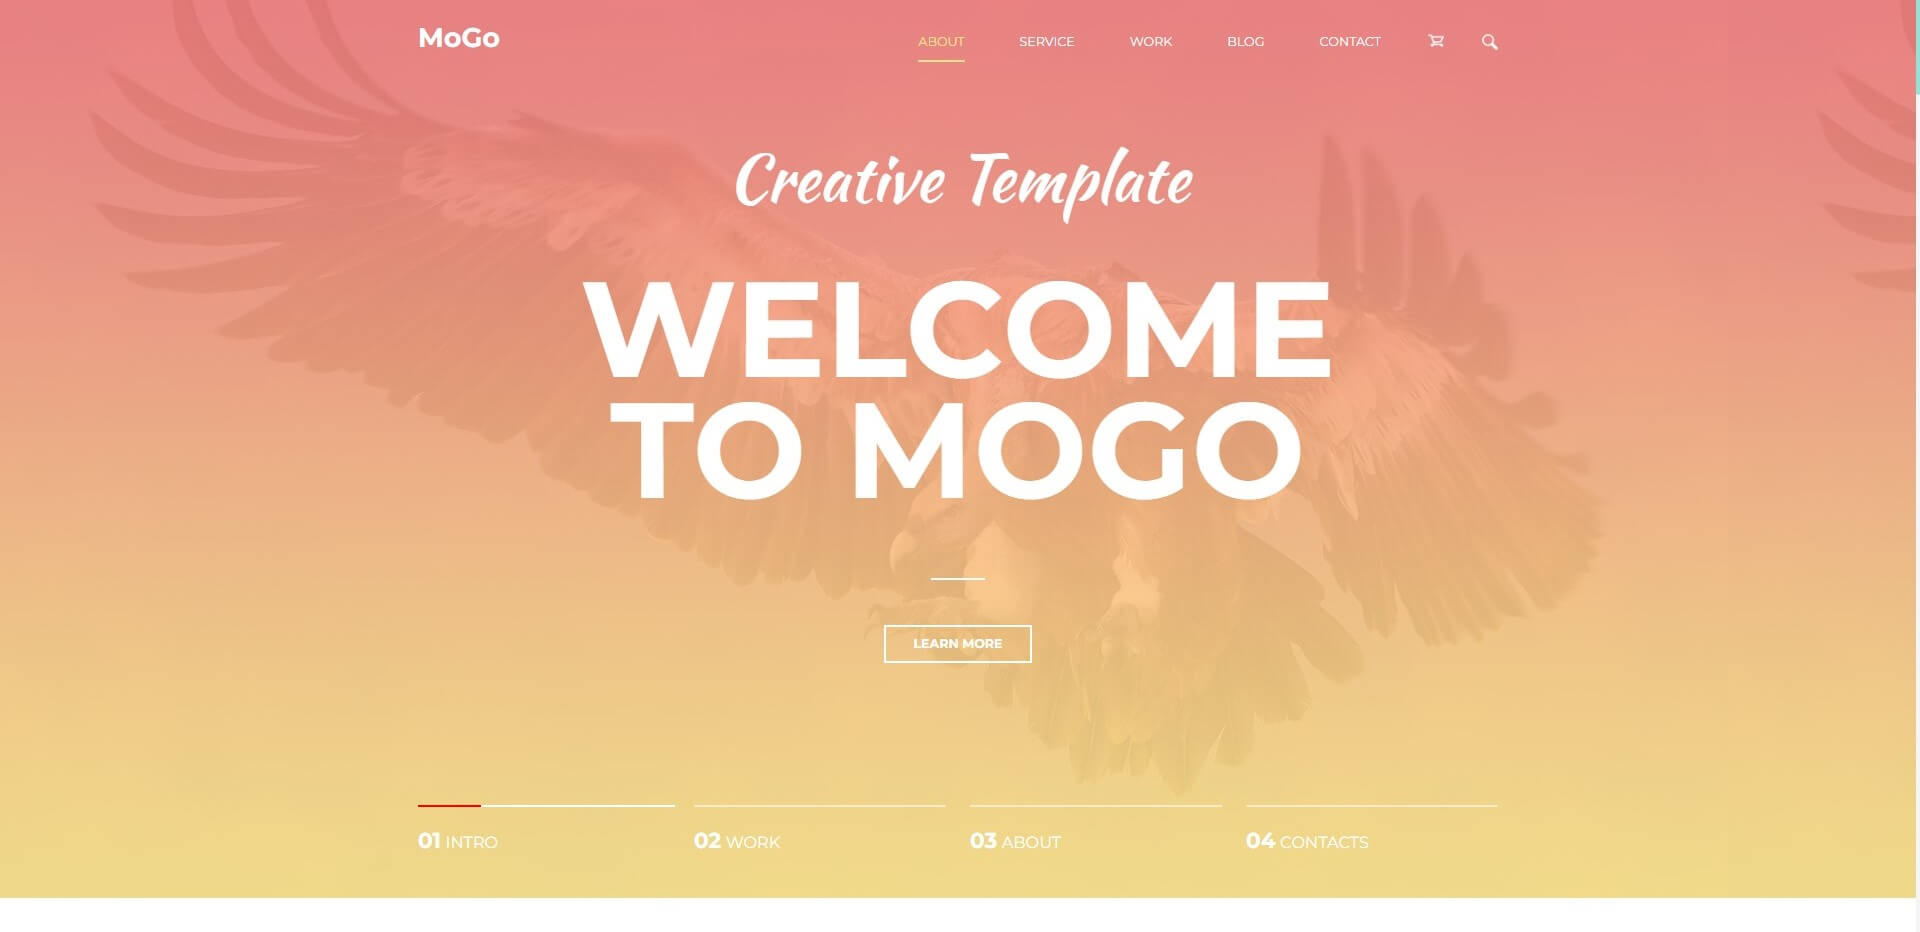 MoGo
ABOUT SERVICE WORK BLOG CONTACT
Creative Template
WELCOME
TO MOGO
LEARN MORE
01 INTRO 02 WORK 03 ABOUT 04 CONTACTS